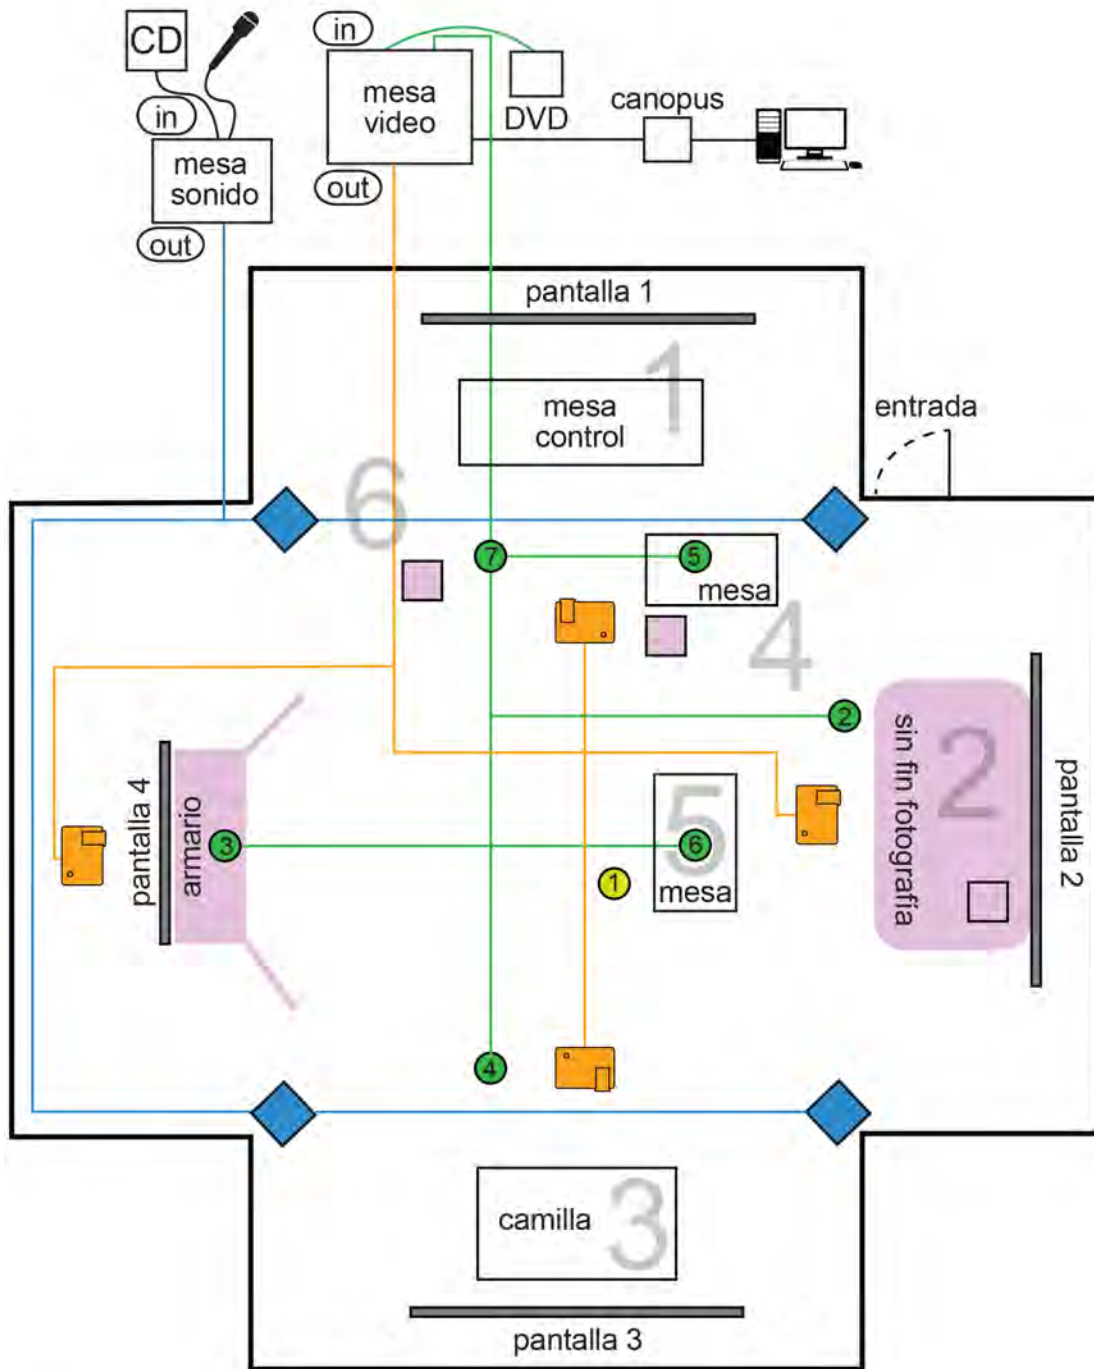 CD
in
in
mesa
video
DVD
canopus
mesa
sonido
out
out
pantalla 1
1
mesa
control
entrada
6
7
5
mesa
4
2
sin fin fotografía
2
pantalla 2
pantalla 4
armario
3
5
6
mesa
1
4
camilla
3
pantalla 3